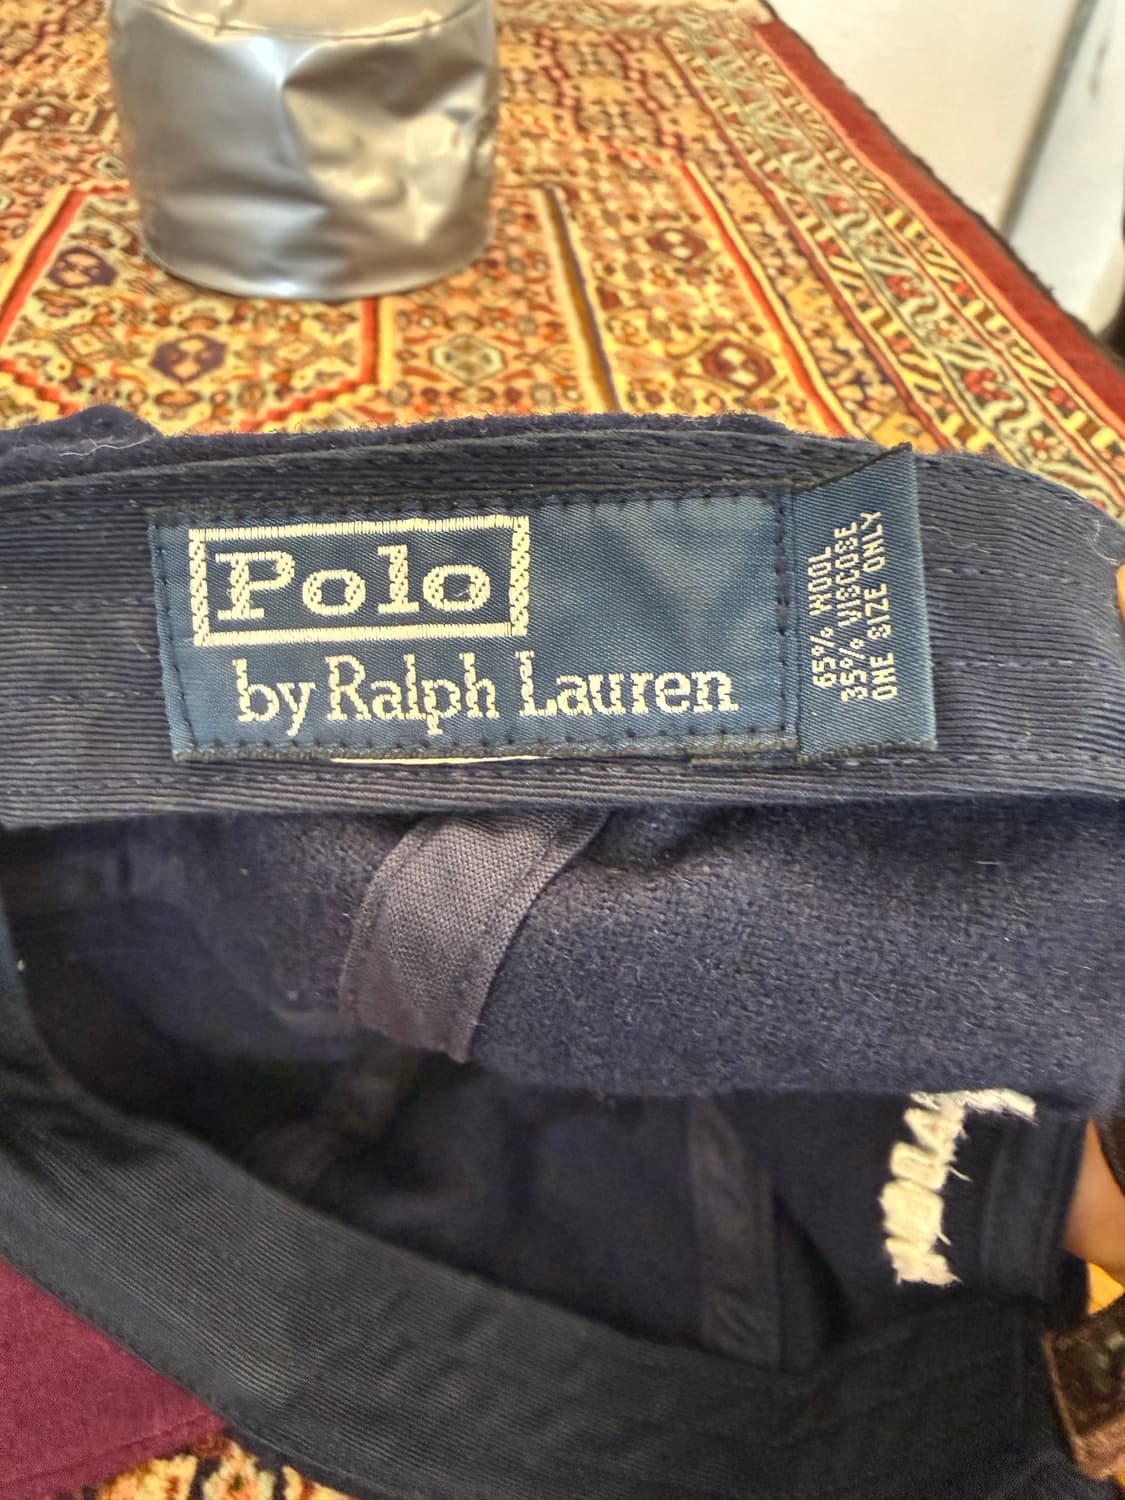 Polo
by Ralph Lauren
65% WOOL
35% VISCOSE
ONE SIZE ONLY